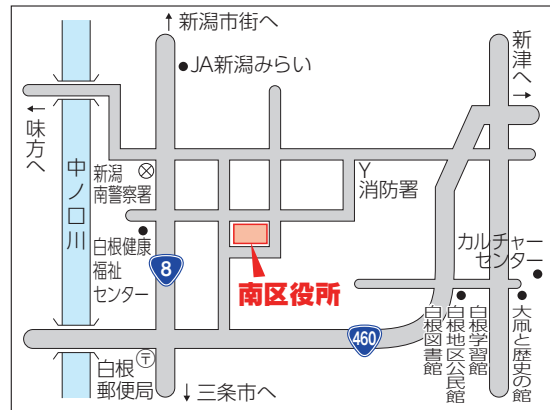 ↑新潟市街へ
●JA新潟みらい
新津へ→
←味方へ
中ノ口川
新潟
南警察署
Y
消防署
白根健康
福祉
センター
8
南区役所
カルチャー
センター
460
白根図書館
白根地区公民館
白根学習館
大凧と歴史の館
〒
白根
郵便局
↓三条市へ